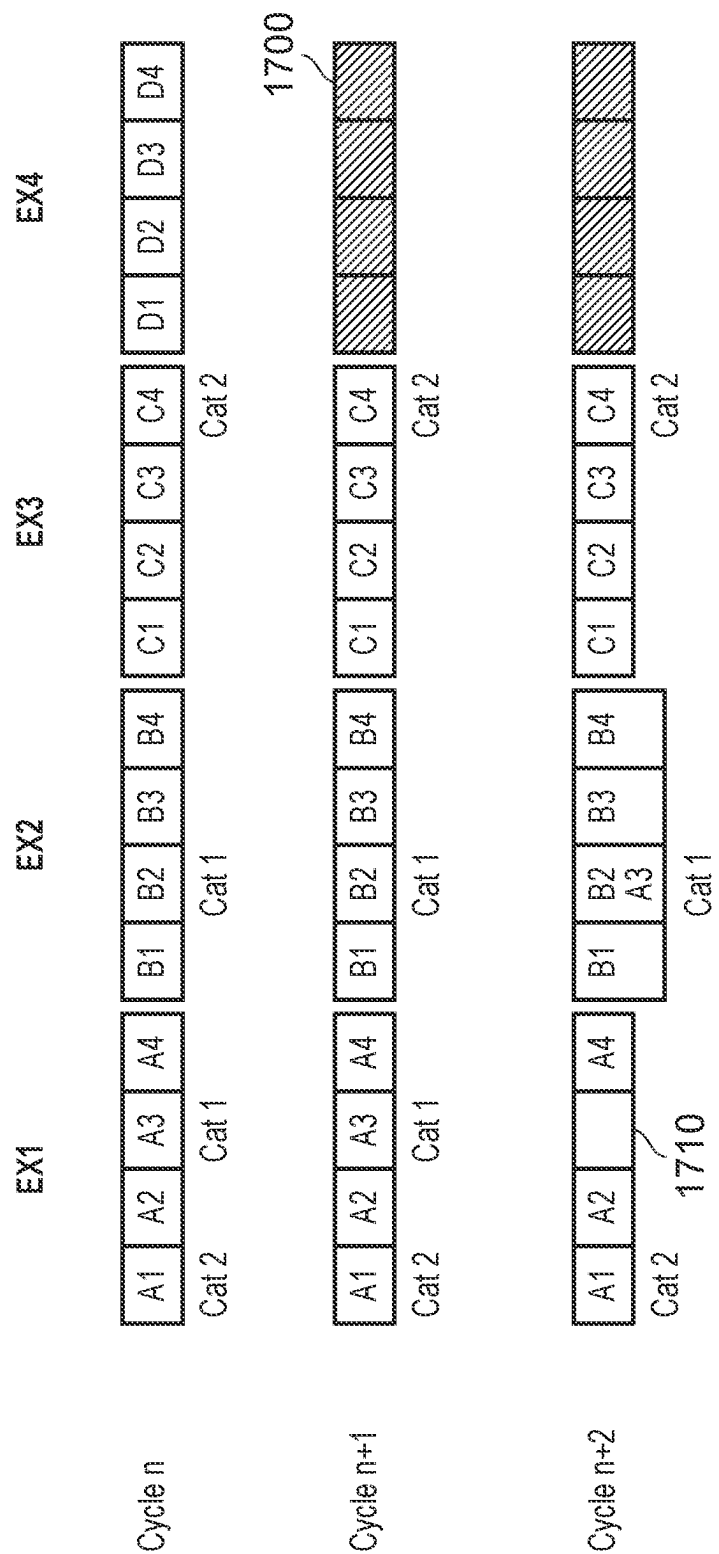 EX1 EX2 EX3 EX4
Cycle n
A1 A2 A3 A4 B1 B2 B3 B4 C1 C2 C3 C4 D1 D2 D3 D4
Cat 2 Cat 1 Cat 1 Cat 2
1700
Cycle n+1
A1 A2 A3 A4 B1 B2 B3 B4 C1 C2 C3 C4
Cat 2 Cat 1 Cat 1 Cat 2
Cycle n+2
A1 A2 A4 B1 B2 B3 B4 C1 C2 C3 C4
A3
Cat 2 Cat 1 Cat 2
1710